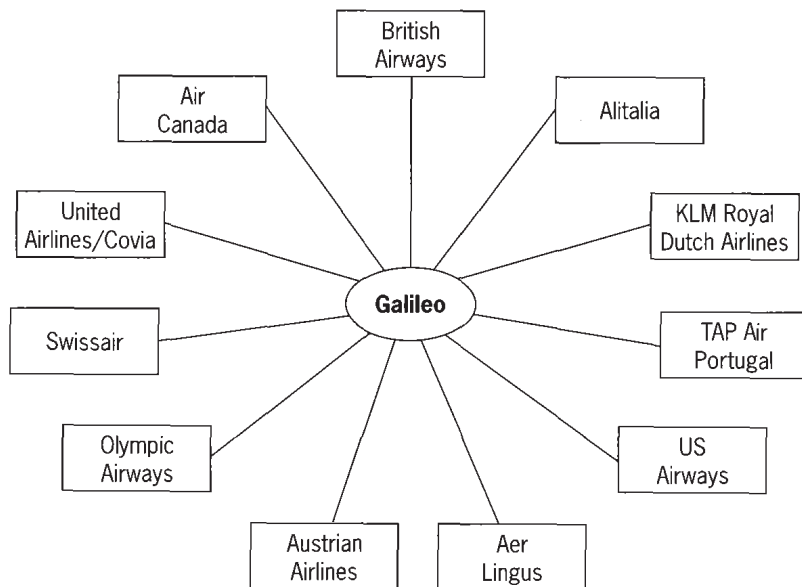 British
Airways
Air
Canada
Alitalia
United
Airlines/Covia
KLM Royal
Dutch Airlines
Galileo
Swissair
TAP Air
Portugal
Olympic
Airways
US
Airways
Austrian
Airlines
Aer
Lingus